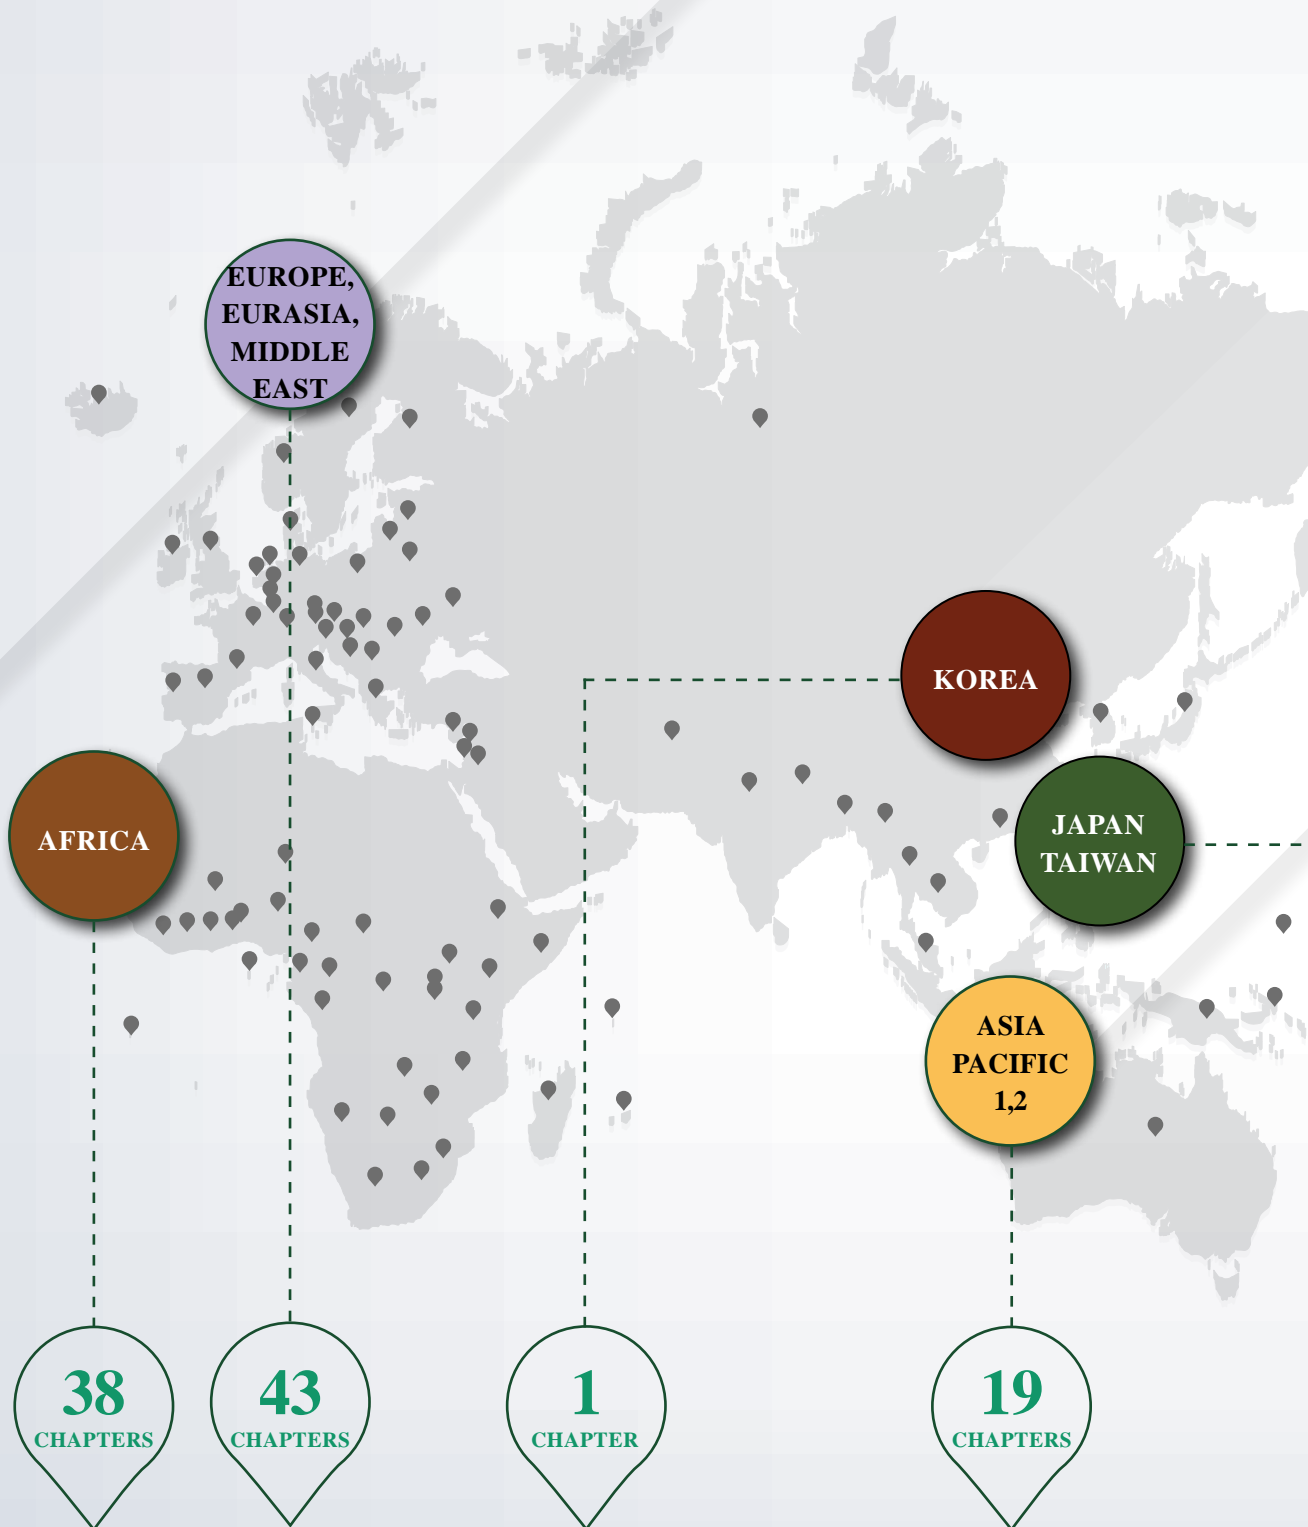 EUROPE,
EURASIA,
MIDDLE
EAST
KOREA
AFRICA
JAPAN
TAIWAN
ASIA
PACIFIC
1,2
38
CHAPTERS
43
CHAPTERS
1
CHAPTER
19
CHAPTERS